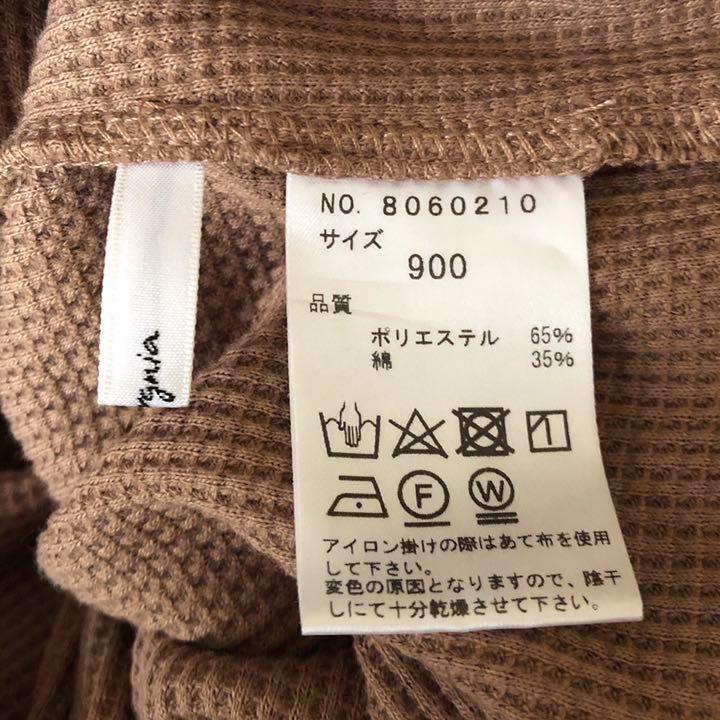 NO. 8060210
サイズ
900
品質
ポリエステル 65%
綿 35%
F
W
アイロン掛けの際はあて布を使用
して下さい。
変色の原因となりますので、陰干
しにて十分乾燥させて下さい。